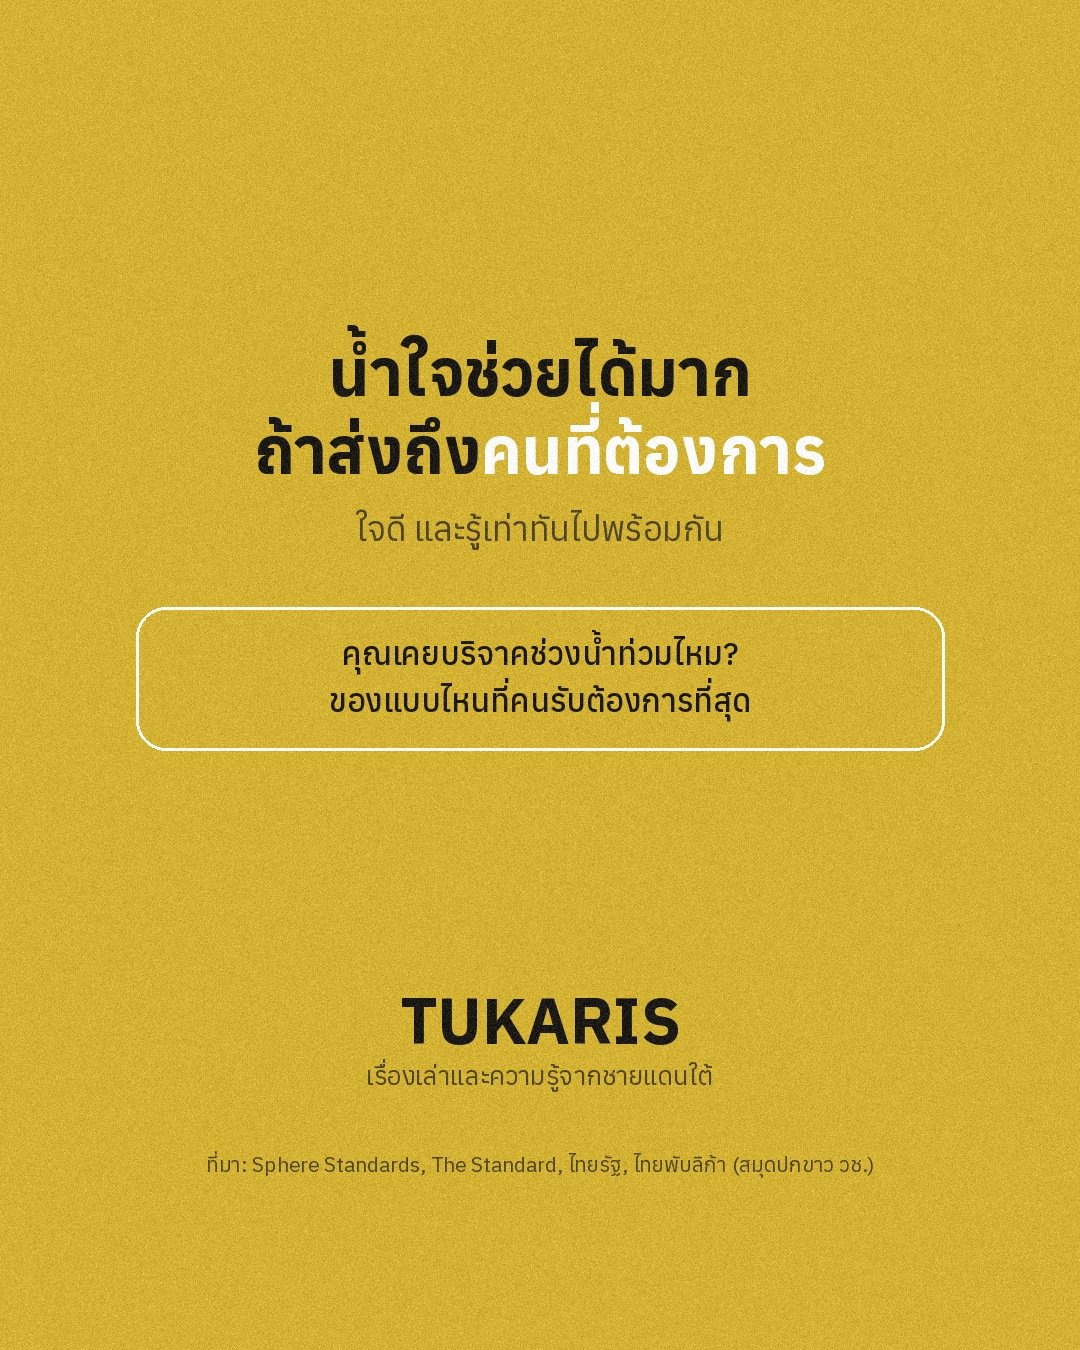 น้ำใจช่วยได้มาก
ถ้าส่งถึงคนที่ต้องการ
ใจดี และรู้เท่าทันไปพร้อมกัน
คุณเคยบริจาคช่วงน้ำท่วมไหม?
ของแบบไหนที่คนรับต้องการที่สุด
TUKARIS
เรื่องเล่าและความรู้จากชายแดนใต้
ที่มา: Sphere Standards, The Standard, ไทยรัฐ, ไทยพับลิก้า (สมุดปกขาว วช.)